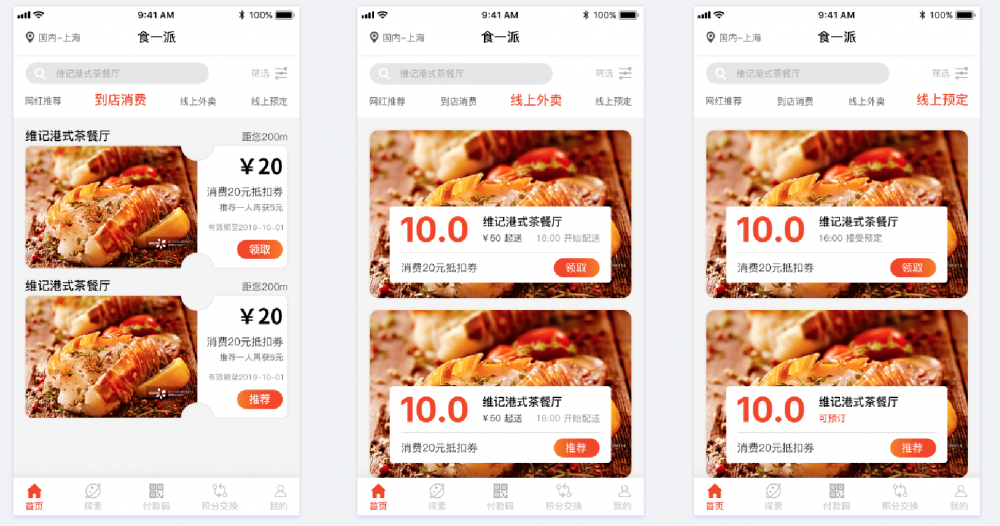 9:41 AM
100%
国内-上海
食一派
维记港式茶餐厅
筛选
网红推荐
到店消费
线上外卖
线上预定
维记港式茶餐厅
距您200m
¥20
消费20元抵扣券
推荐一人再获5元
有效期至2019-10-01
领取
维记港式茶餐厅
距您200m
¥20
消费20元抵扣券
推荐一人再获5元
有效期至2019-10-01
推荐
首页
探素
付款码
积分交换
我的
9:41 AM
100%
国内-上海
食一派
维记港式茶餐厅
筛选
网红推荐
到店消费
线上外卖
线上预定
10.0
维记港式茶餐厅
¥50 起送
16:00 开始配送
消费20元抵扣券
领取
10.0
维记港式茶餐厅
¥50 起送
16:00 开始配送
消费20元抵扣券
推荐
首页
探素
付款码
积分交换
我的
9:41 AM
100%
国内-上海
食一派
维记港式茶餐厅
筛选
网红推荐
到店消费
线上外卖
线上预定
10.0
维记港式茶餐厅
16:00 接受预定
消费20元抵扣券
领取
10.0
维记港式茶餐厅
可预订
消费20元抵扣券
推荐
首页
探素
付款码
积分交换
我的